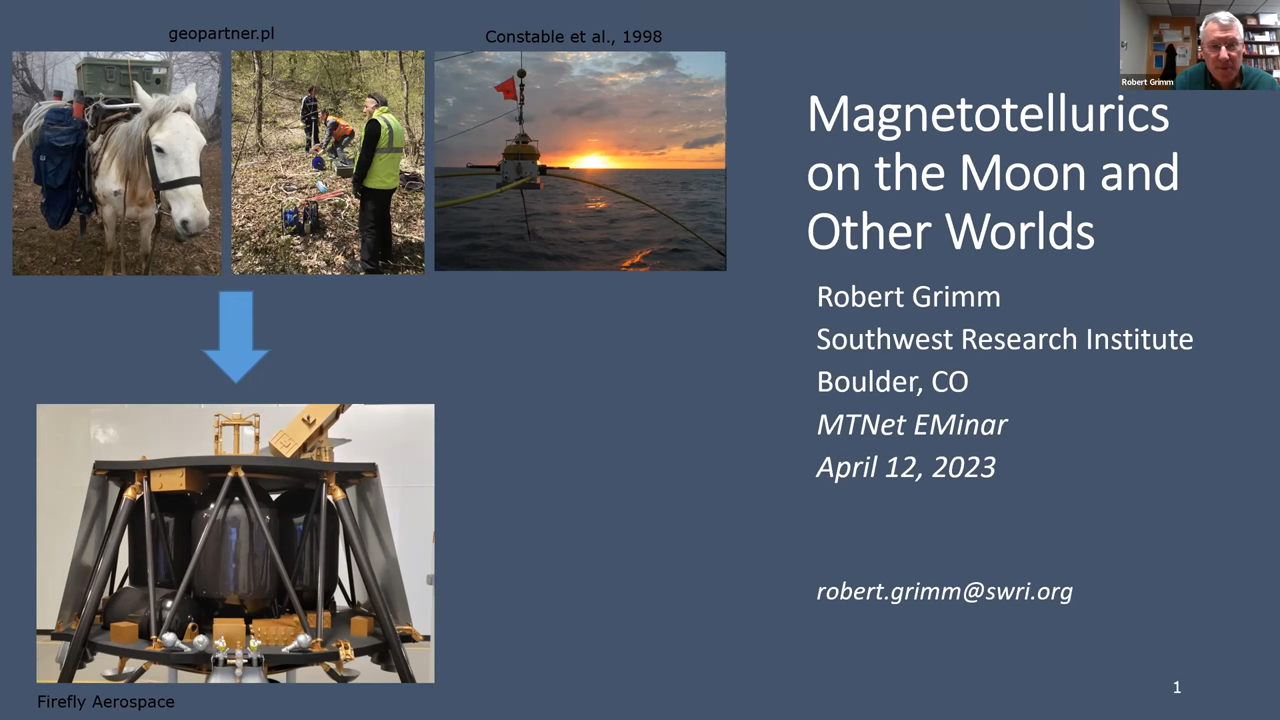 geopartner.pl
Constable et al., 1998
Robert Grimm
Magnetotellurics
on the Moon and
Other Worlds
Robert Grimm
Southwest Research Institute
Boulder, CO
MTNet EMinar
April 12, 2023
robert.grimm@swri.org
Firefly Aerospace
1